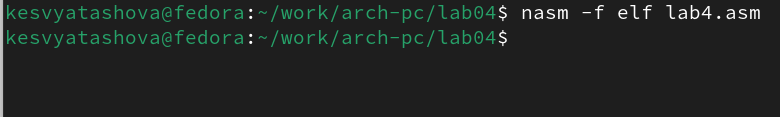 kesvyatashova@fedora:~/work/arch-pc/lab04$ nasm -f elf lab4.asm
kesvyatashova@fedora:~/work/arch-pc/lab04$